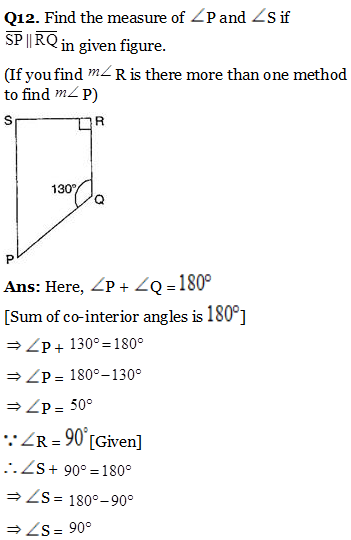 Q12. Find the measure of ∠P and ∠S if
S̅P̅ ∥ R̅Q̅ in given figure.
(If you find m∠ R is there more than one method
to find m∠ P)
S
R
130°
Q
P
Ans: Here, ∠P + ∠Q = 180°
[Sum of co-interior angles is 180°]
⇒ ∠P + 130° = 180°
⇒ ∠P = 180° − 130°
⇒ ∠P = 50°
∵ ∠R = 90° [Given]
∴ ∠S + 90° = 180°
⇒ ∠S = 180° − 90°
⇒ ∠S = 90°